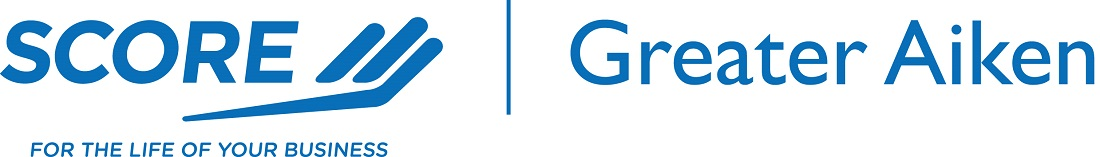 SCORE
FOR THE LIFE OF YOUR BUSINESS
Greater Aiken